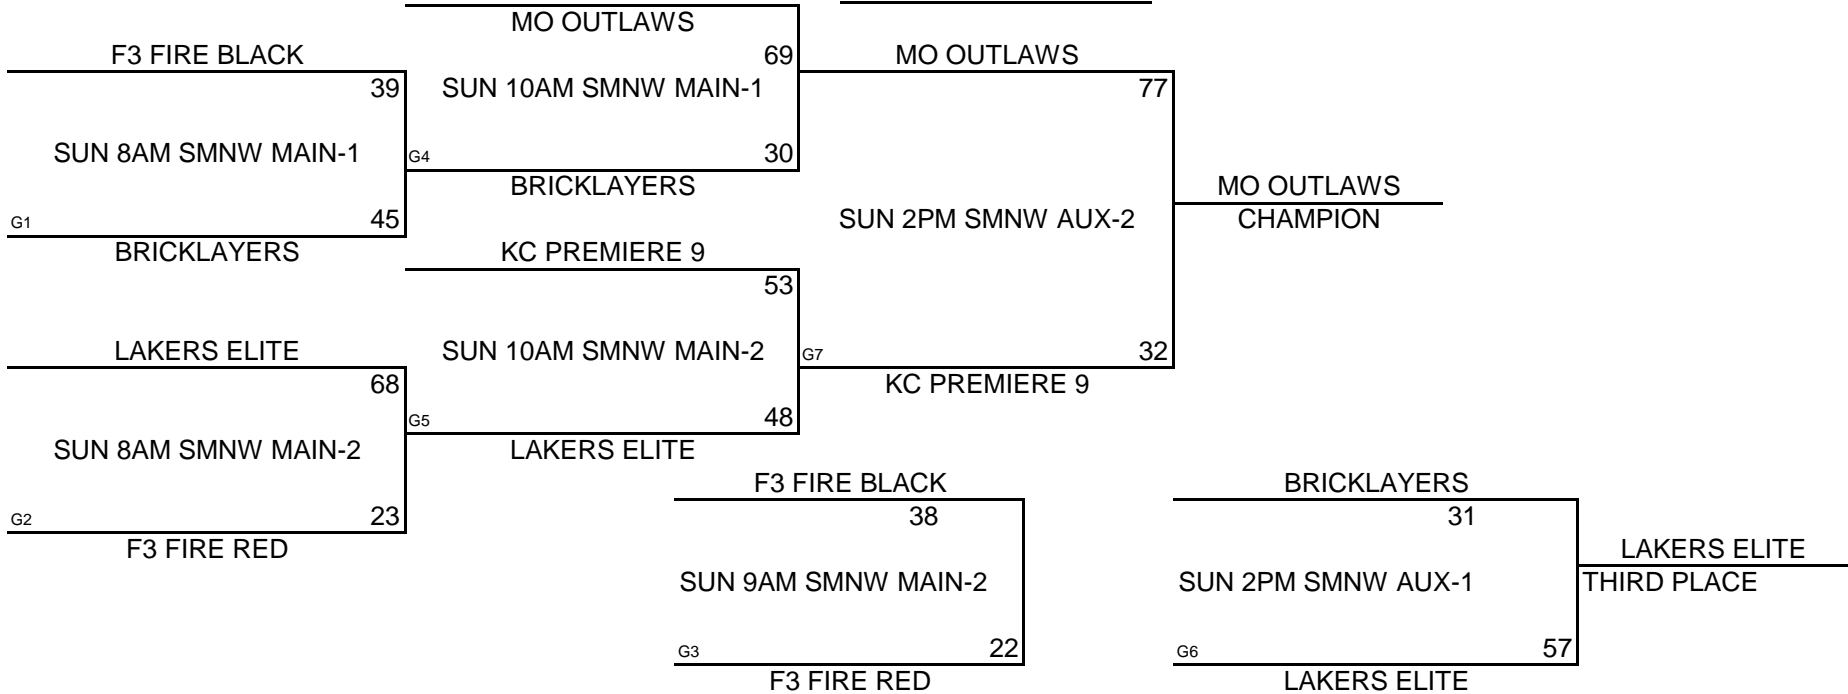 MO OUTLAWS
F3 FIRE BLACK
69
MO OUTLAWS
39
SUN 10AM SMNW MAIN-1
77
SUN 8AM SMNW MAIN-1
G4
30
BRICKLAYERS
MO OUTLAWS
G1
45
SUN 2PM SMNW AUX-2
CHAMPION
BRICKLAYERS
KC PREMIERE 9
53
LAKERS ELITE
SUN 10AM SMNW MAIN-2
G7
32
68
KC PREMIERE 9
G5
48
SUN 8AM SMNW MAIN-2
LAKERS ELITE
F3 FIRE BLACK
BRICKLAYERS
G2
23
38
31
F3 FIRE RED
LAKERS ELITE
SUN 9AM SMNW MAIN-2
SUN 2PM SMNW AUX-1
THIRD PLACE
G3
22
G6
57
F3 FIRE RED
LAKERS ELITE